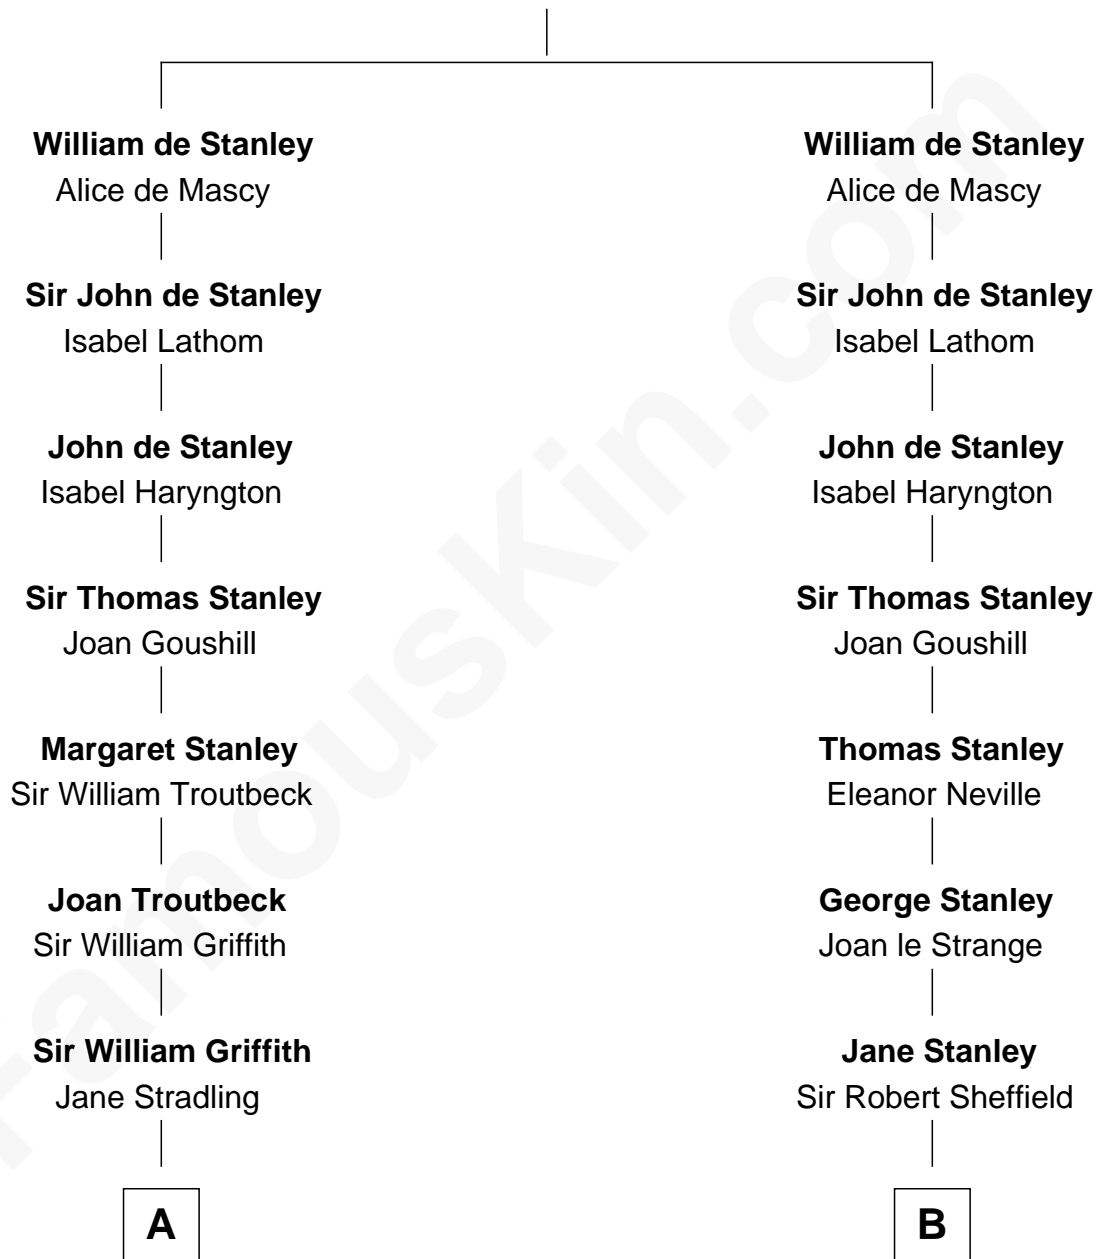 William de Stanley
Alice de Mascy
William de Stanley
Alice de Mascy
Sir John de Stanley
Isabel Lathom
Sir John de Stanley
Isabel Lathom
John de Stanley
Isabel Haryngton
John de Stanley
Isabel Haryngton
Sir Thomas Stanley
Joan Goushill
Sir Thomas Stanley
Joan Goushill
Margaret Stanley
Sir William Troutbeck
Thomas Stanley
Eleanor Neville
Joan Troutbeck
Sir William Griffith
George Stanley
Joan le Strange
Sir William Griffith
Jane Stradling
Jane Stanley
Sir Robert Sheffield
A
B
FamousKin.com